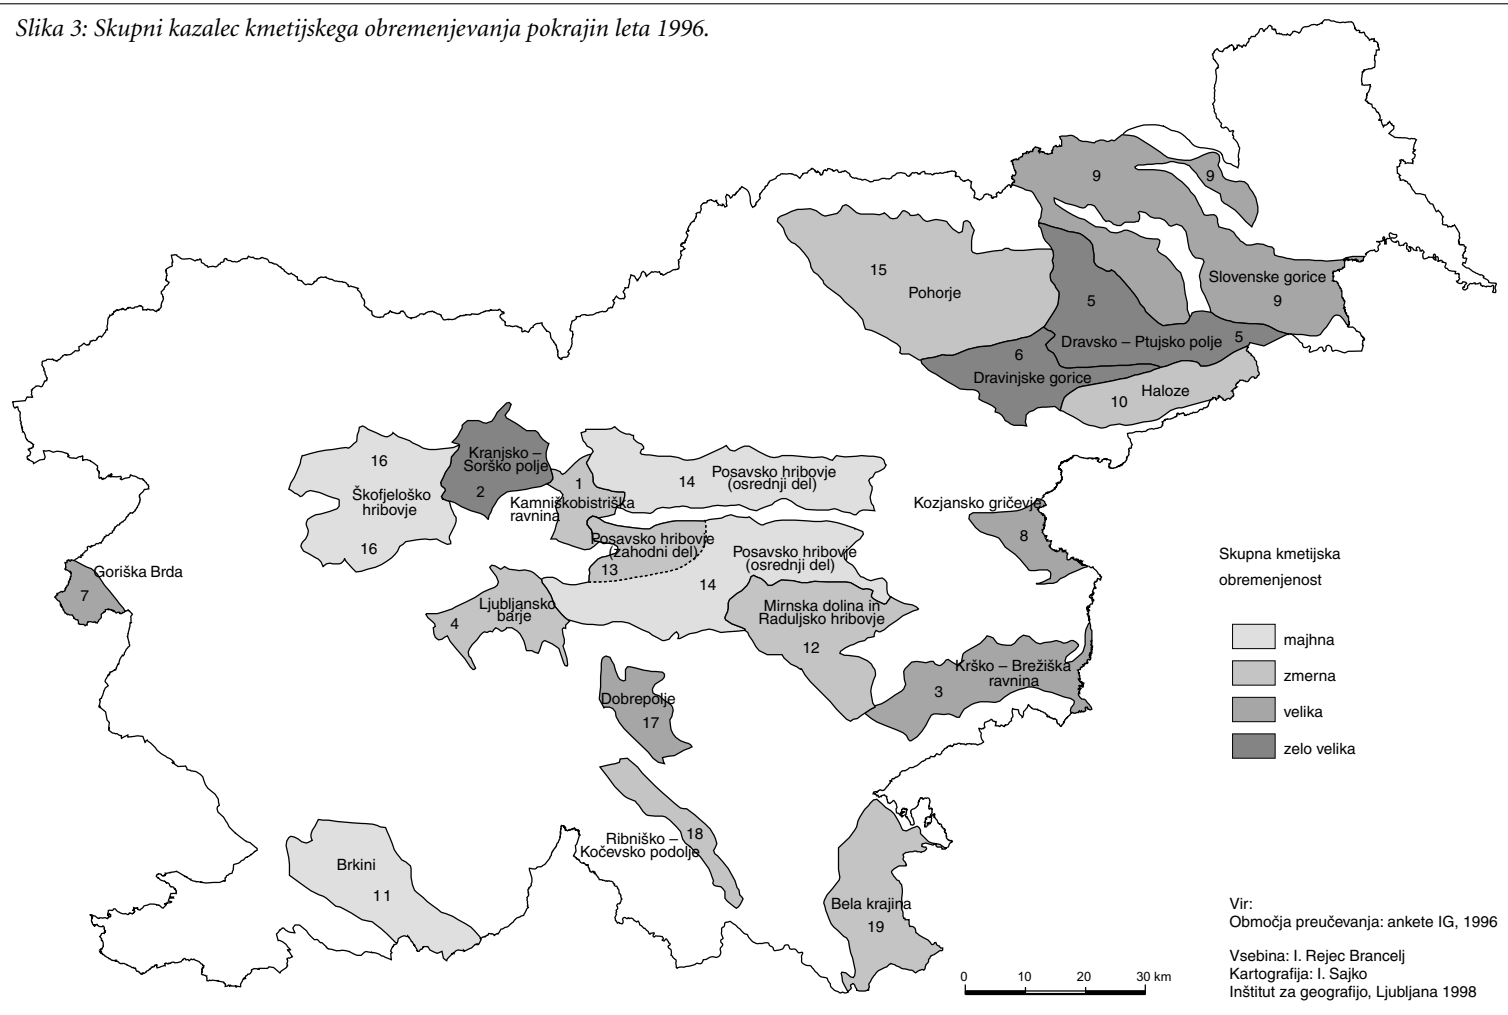 Slika 3: Skupni kazalec kmetijskega obremenjevanja pokrajin leta 1996.
9
9
15
Pohorje
Slovenske gorice
9
5
Dravsko – Ptujsko polje
5
6
Dravinjske gorice
Haloze
10
16
Škofjeloško
hribovje
16
Kranjsko –
Sorško polje
2
1
Kamniškobistriška
ravnina
14
Posavsko hribovje
(osrednji del)
Kozjansko gričevje
8
Posavsko hribovje
(zahodni del)
13
Posavsko hribovje
(osrednji del)
14
Goriška Brda
7
Ljubljansko
barje
4
Mirnska dolina in
Raduljsko hribovje
12
Krško – Brežiška
ravnina
3
Dobrepolje
17
18
Ribniško –
Kočevsko podolje
Brkini
11
Bela krajina
19
Skupna kmetijska
obremenjenost
majhna
zmerna
velika
zelo velika
Vir:
Območja preučevanja: ankete IG, 1996
Vsebina: I. Rejec Brancelj
Kartografija: I. Sajko
Inštitut za geografijo, Ljubljana 1998
0 10 20 30 km